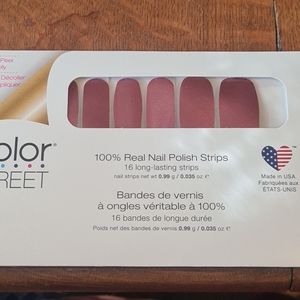 Peel
Décoller
olor
REET
100% Real Nail Polish Strips
16 long-lasting strips
nail strips net wt 0.99 g / 0.035 oz ℮
Bandes de vernis
à ongles véritable à 100%
16 bandes de longue durée
Poids net des bandes de vernis 0.99 g / 0.035 oz ℮
Made in USA
Fabriquées aux
ÉTATS-UNIS